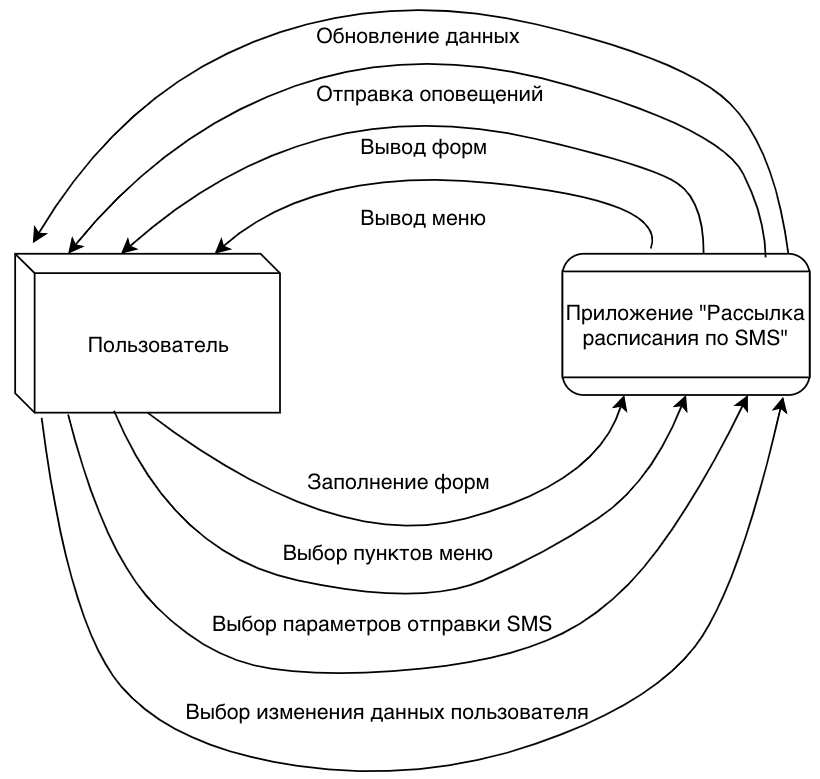 Обновление данных
Отправка оповещений
Вывод форм
Вывод меню
Пользователь
Приложение "Рассылка
расписания по SMS"
Заполнение форм
Выбор пунктов меню
Выбор параметров отправки SMS
Выбор изменения данных пользователя